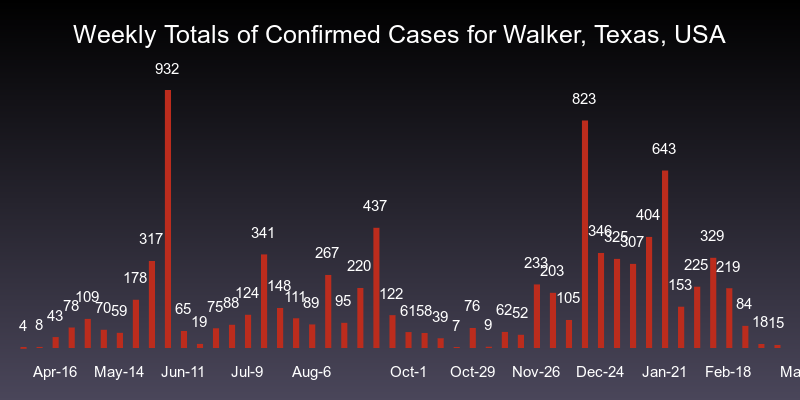 Weekly Totals of Confirmed Cases for Walker, Texas, USA
4 8 43 78 109 70 59 178 317 932 65 19 75 88 124 341 148 111 89 267 95 220 437 122 61 58 39 7 76 9 62 52 233 203 105 823 346 325 307 404 643 153 225 329 219 84 18 15
Apr-16 May-14 Jun-11 Jul-9 Aug-6 Oct-1 Oct-29 Nov-26 Dec-24 Jan-21 Feb-18 Ma